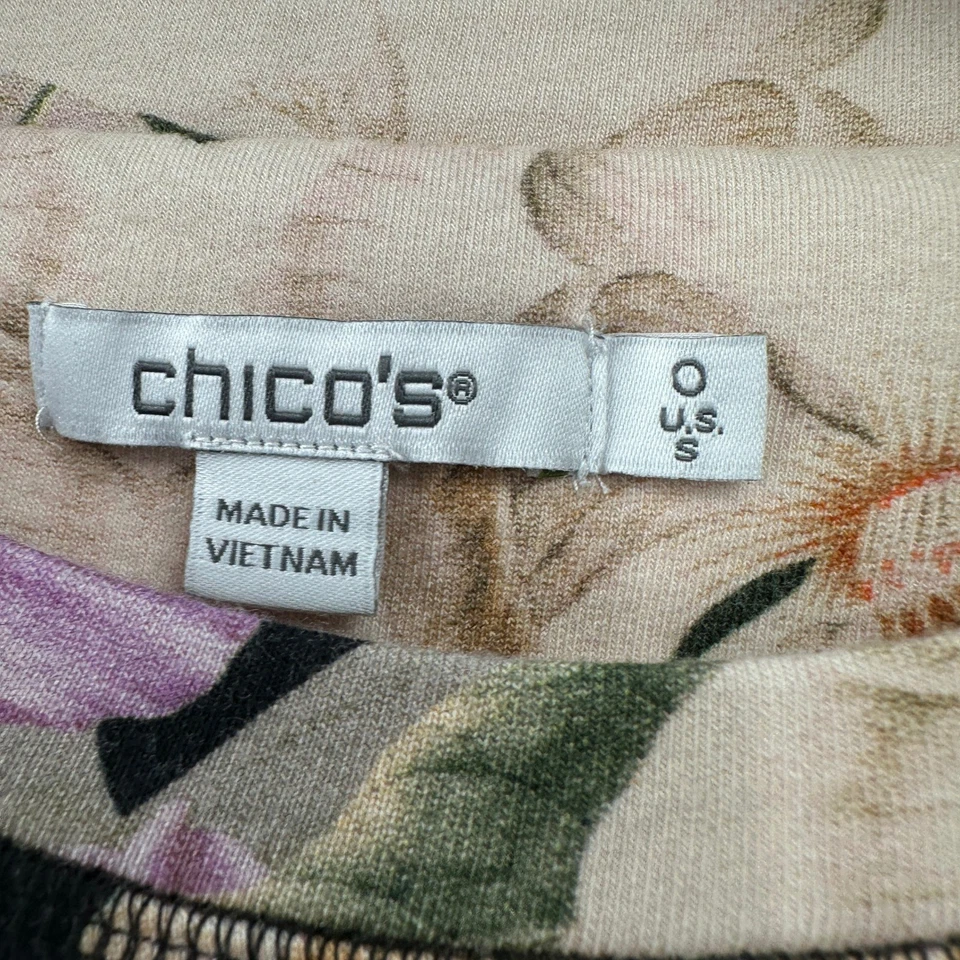 chico's®
0
U.S.
S
MADE IN
VIETNAM